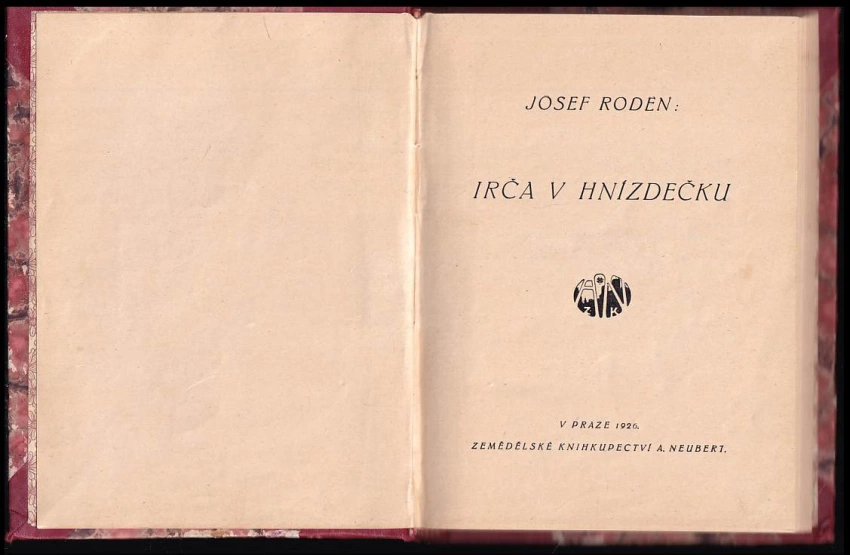 JOSEF RODEN:
IRČA V HNÍZDEČKU
Z K
V PRAZE 1926.
ZEMĚDĚLSKÉ KNIHKUPECTVÍ A. NEUBERT.